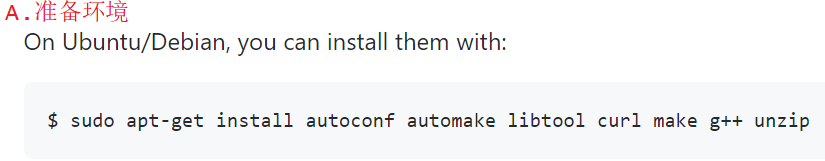 A.准备环境
On Ubuntu/Debian, you can install them with:
$ sudo apt-get install autoconf automake libtool curl make g++ unzip